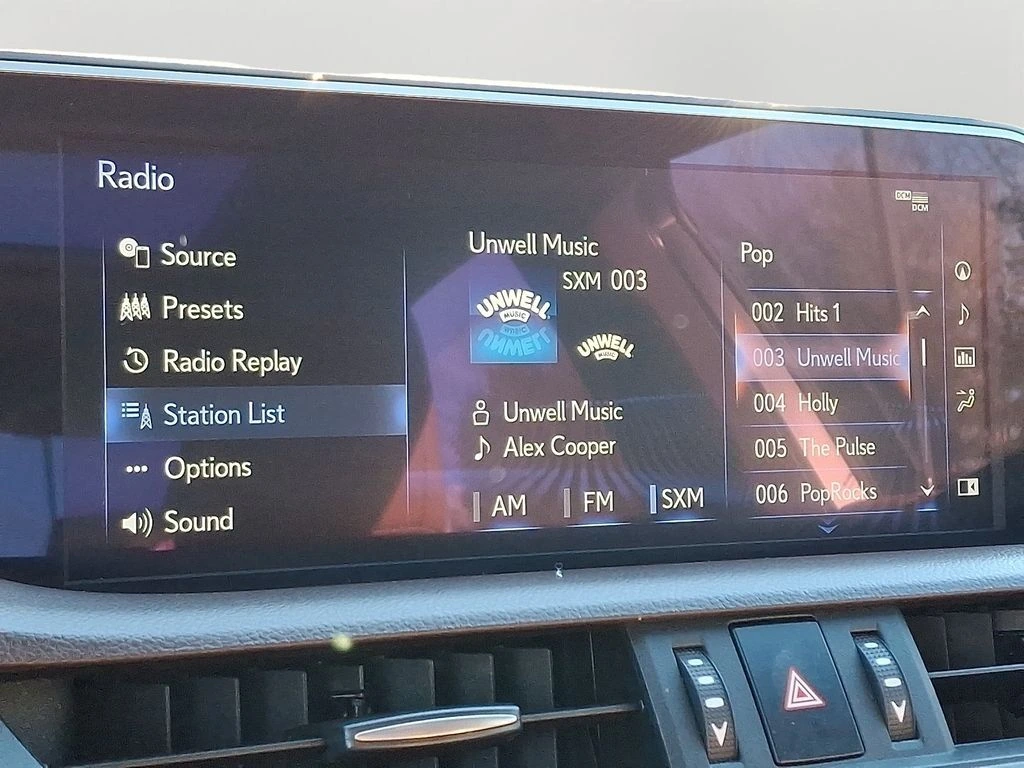 Radio
DCM
DCM
Source
Presets
Radio Replay
Station List
Options
Sound
Unwell Music
SXM 003
UNWELL
MUSIC
UNWELL
MUSIC
Unwell Music
Alex Cooper
AM
FM
SXM
Pop
002 Hits 1
003 Unwell Music
004 Holly
005 The Pulse
006 PopRocks